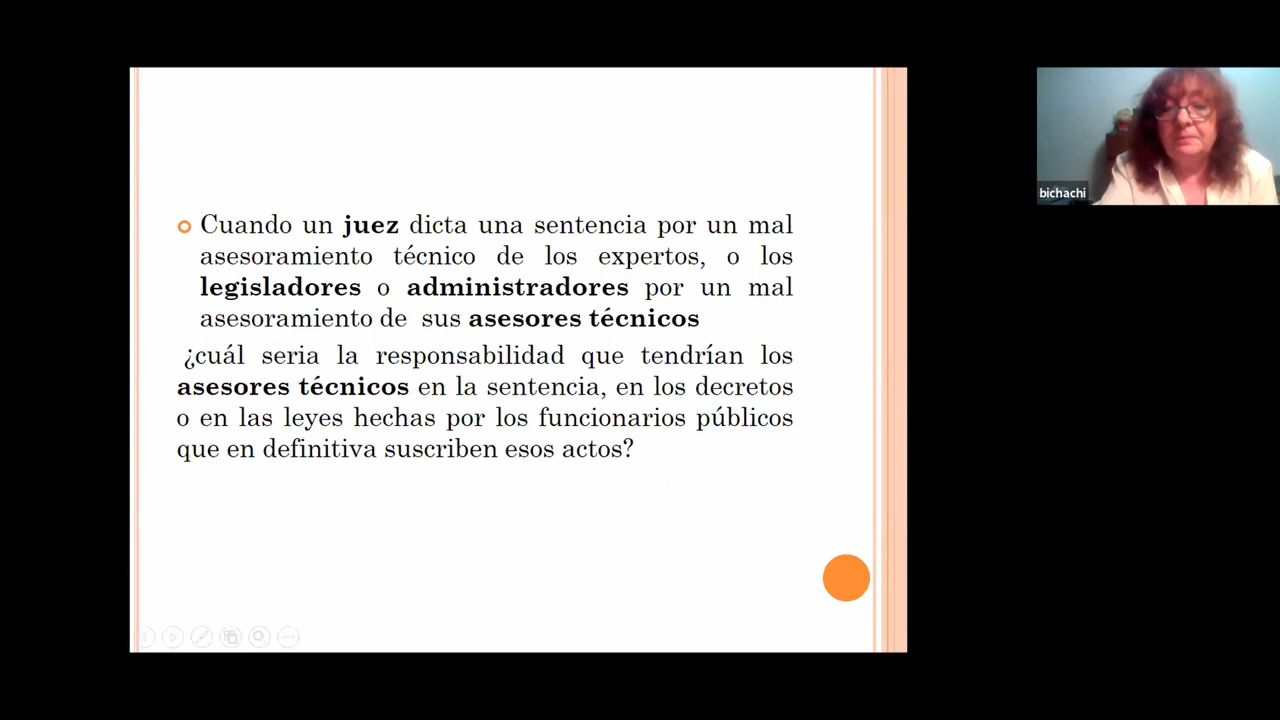 Cuando un juez dicta una sentencia por un mal
asesoramiento técnico de los expertos, o los
legisladores o administradores por un mal
asesoramiento de sus asesores técnicos
¿cuál seria la responsabilidad que tendrían los
asesores técnicos en la sentencia, en los decretos
o en las leyes hechas por los funcionarios públicos
que en definitiva suscriben esos actos?
bichachi